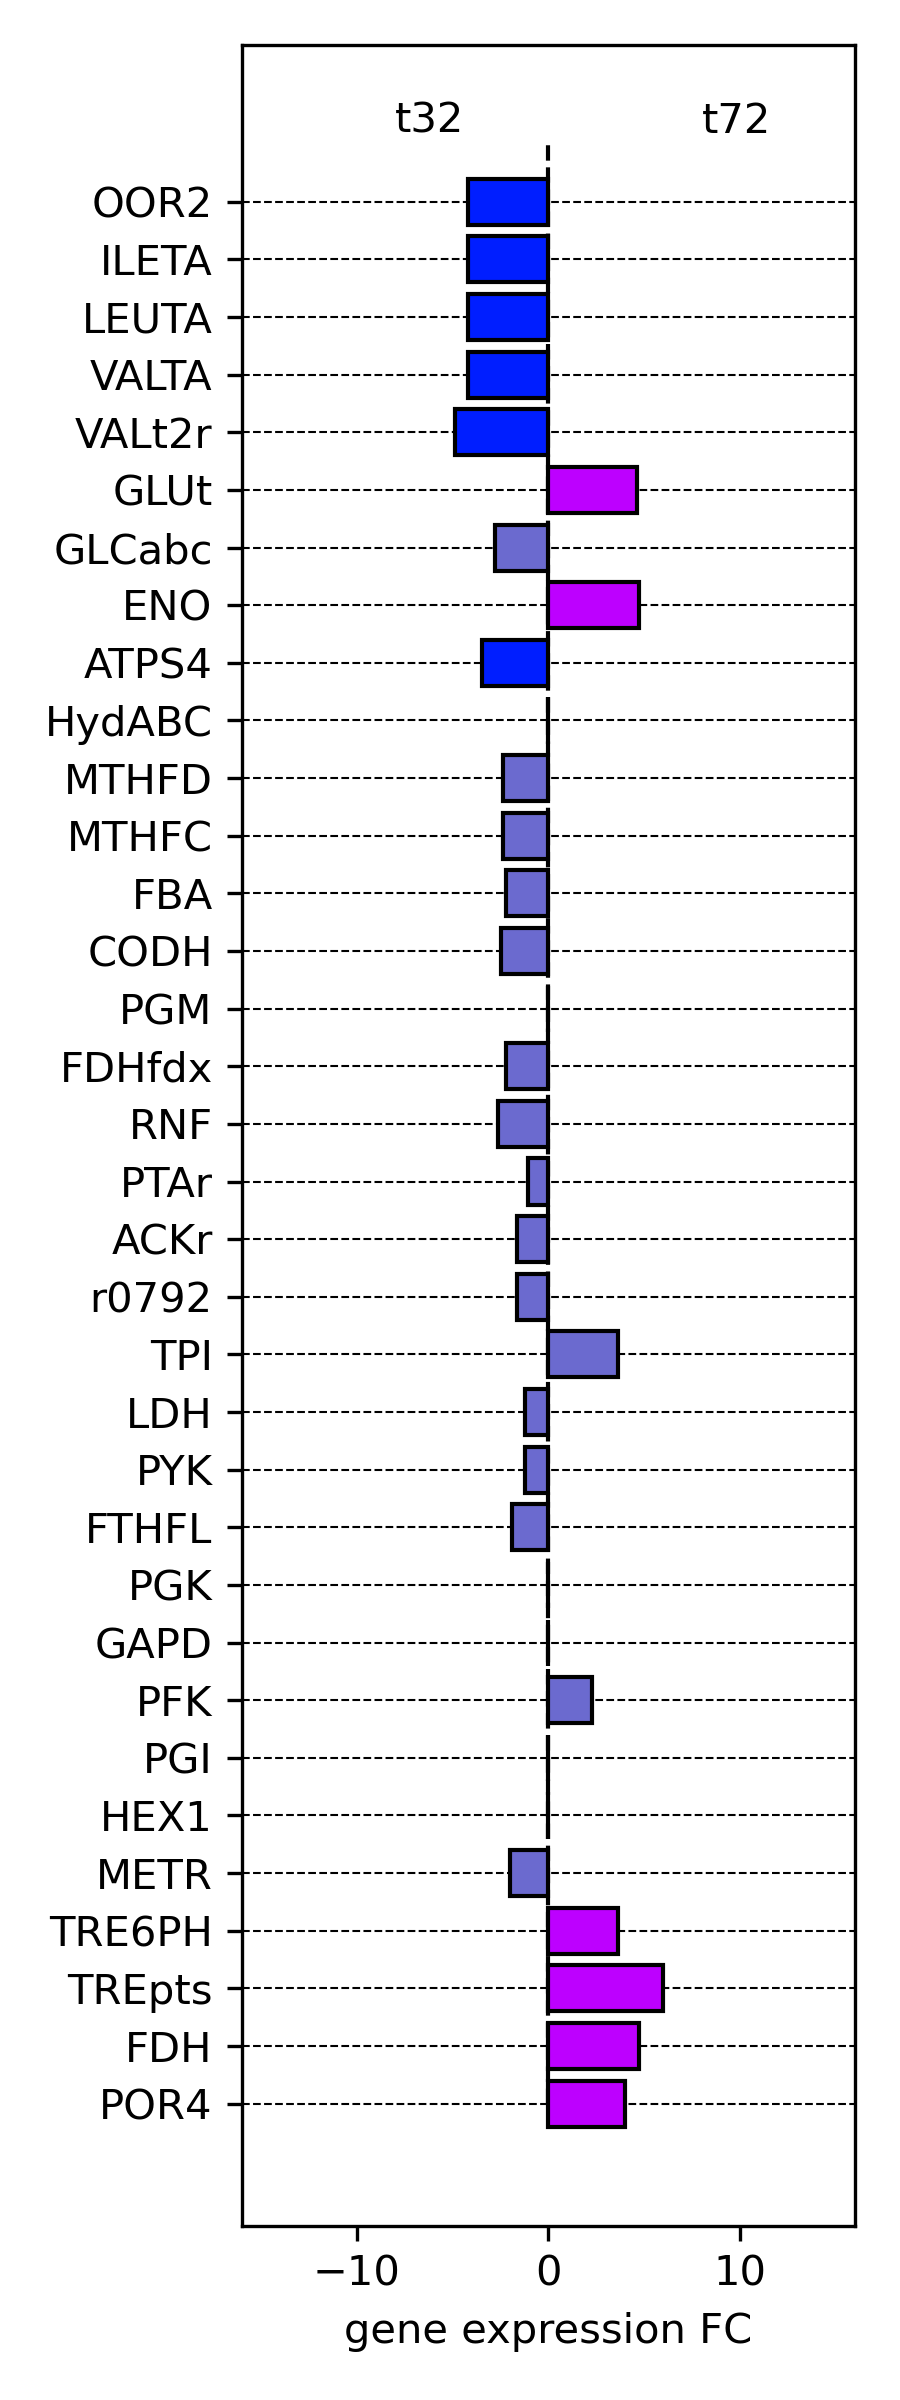 t32 t72
OOR2
ILETA
LEUTA
VALTA
VALt2r
GLUt
GLCabc
ENO
ATPS4
HydABC
MTHFD
MTHFC
FBA
CODH
PGM
FDHfdx
RNF
PTAr
ACKr
r0792
TPI
LDH
PYK
FTHFL
PGK
GAPD
PFK
PGI
HEX1
METR
TRE6PH
TREpts
FDH
POR4
−10 0 10
gene expression FC